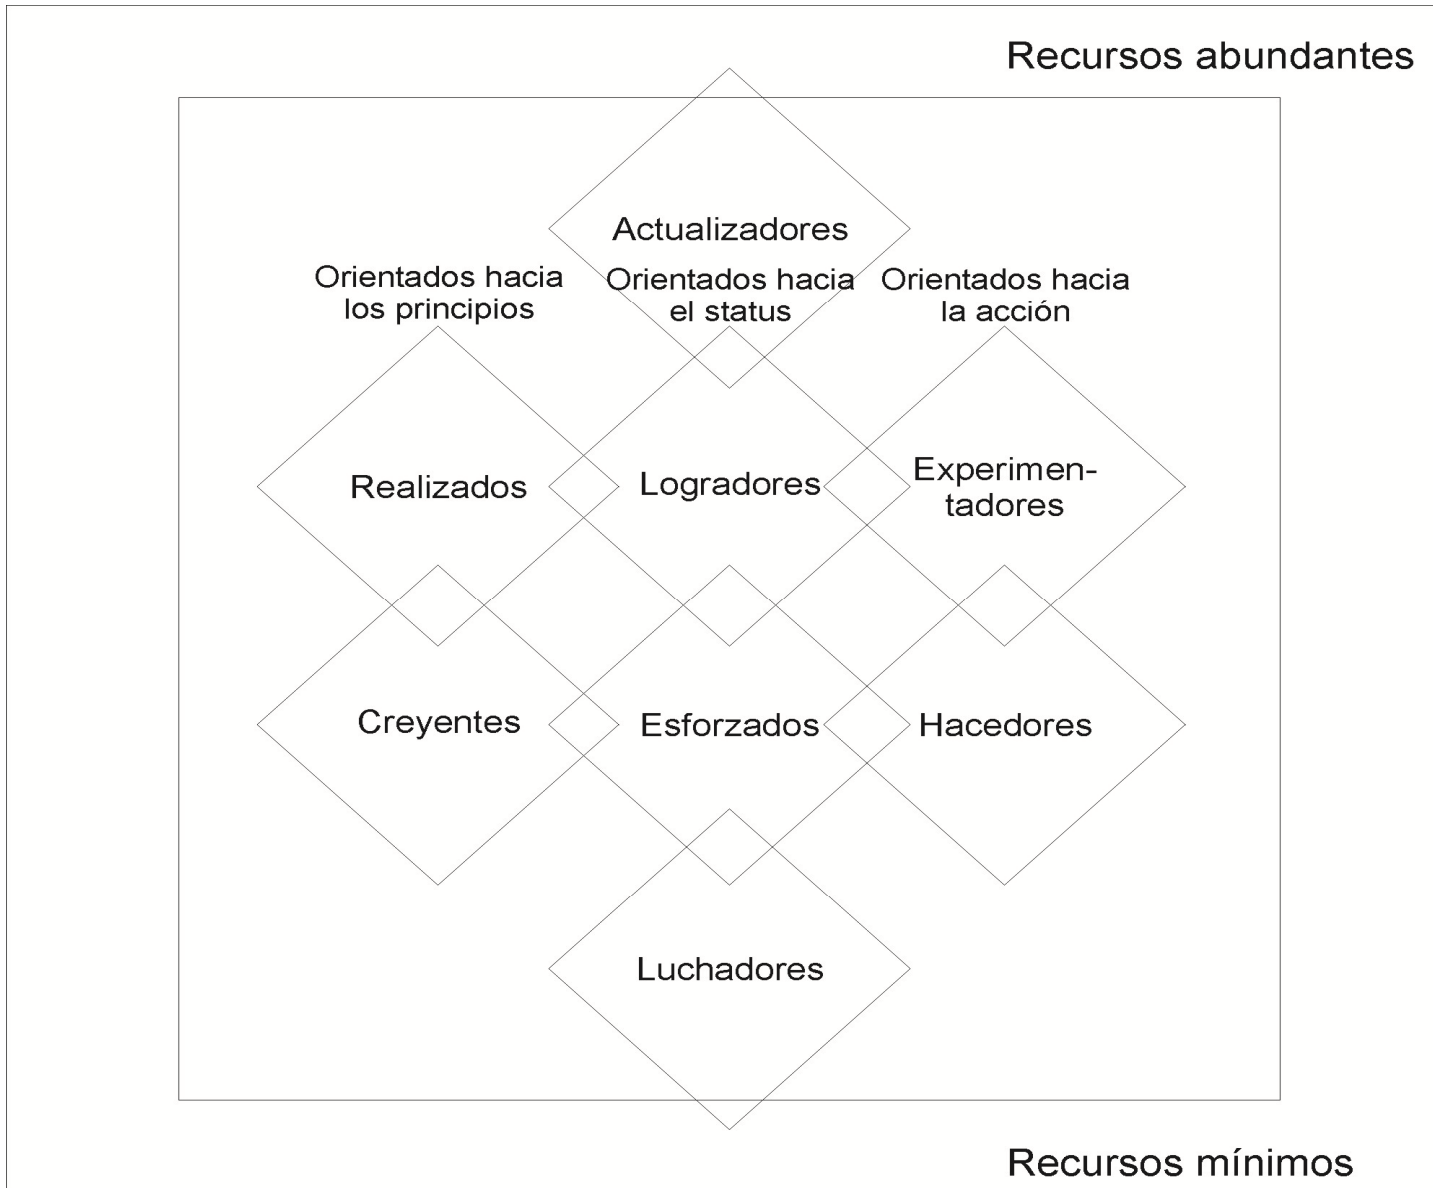 Recursos abundantes
Actualizadores
Orientados hacia
los principios
Orientados hacia
el status
Orientados hacia
la acción
Realizados
Logradores
Experimen-
tadores
Creyentes
Esforzados
Hacedores
Luchadores
Recursos mínimos